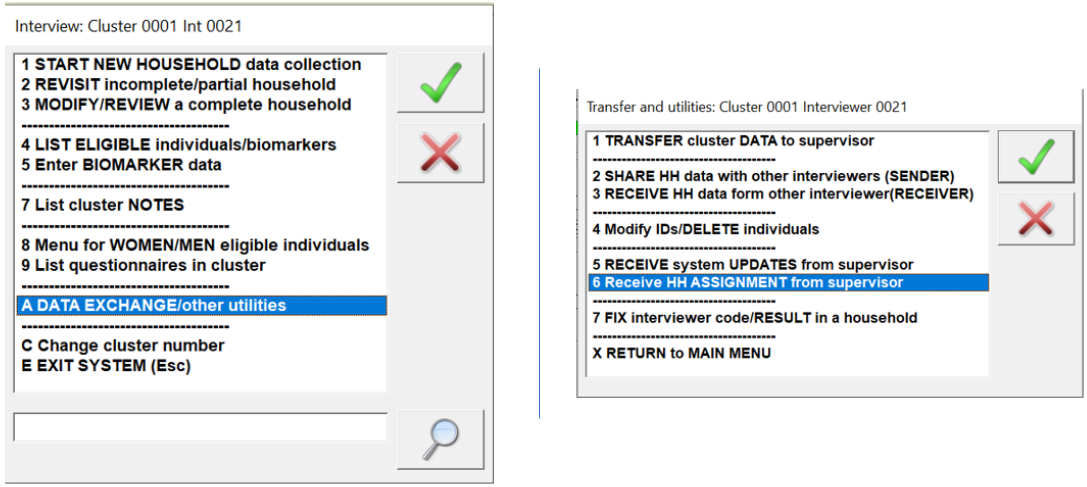 Interview: Cluster 0001 Int 0021
1 START NEW HOUSEHOLD data collection
2 REVISIT incomplete/partial household
3 MODIFY/REVIEW a complete household
-------------------------------------
4 LIST ELIGIBLE individuals/biomarkers
5 Enter BIOMARKER data
-------------------------------------
7 List cluster NOTES
-------------------------------------
8 Menu for WOMEN/MEN eligible individuals
9 List questionnaires in cluster
-------------------------------------
A DATA EXCHANGE/other utilities
-------------------------------------
C Change cluster number
E EXIT SYSTEM (Esc)
Transfer and utilities: Cluster 0001 Interviewer 0021
1 TRANSFER cluster DATA to supervisor
-------------------------------------
2 SHARE HH data with other interviewers (SENDER)
3 RECEIVE HH data form other interviewer(RECEIVER)
-------------------------------------
4 Modify IDs/DELETE individuals
-------------------------------------
5 RECEIVE system UPDATES from supervisor
6 Receive HH ASSIGNMENT from supervisor
-------------------------------------
7 FIX interviewer code/RESULT in a household
-------------------------------------
X RETURN to MAIN MENU